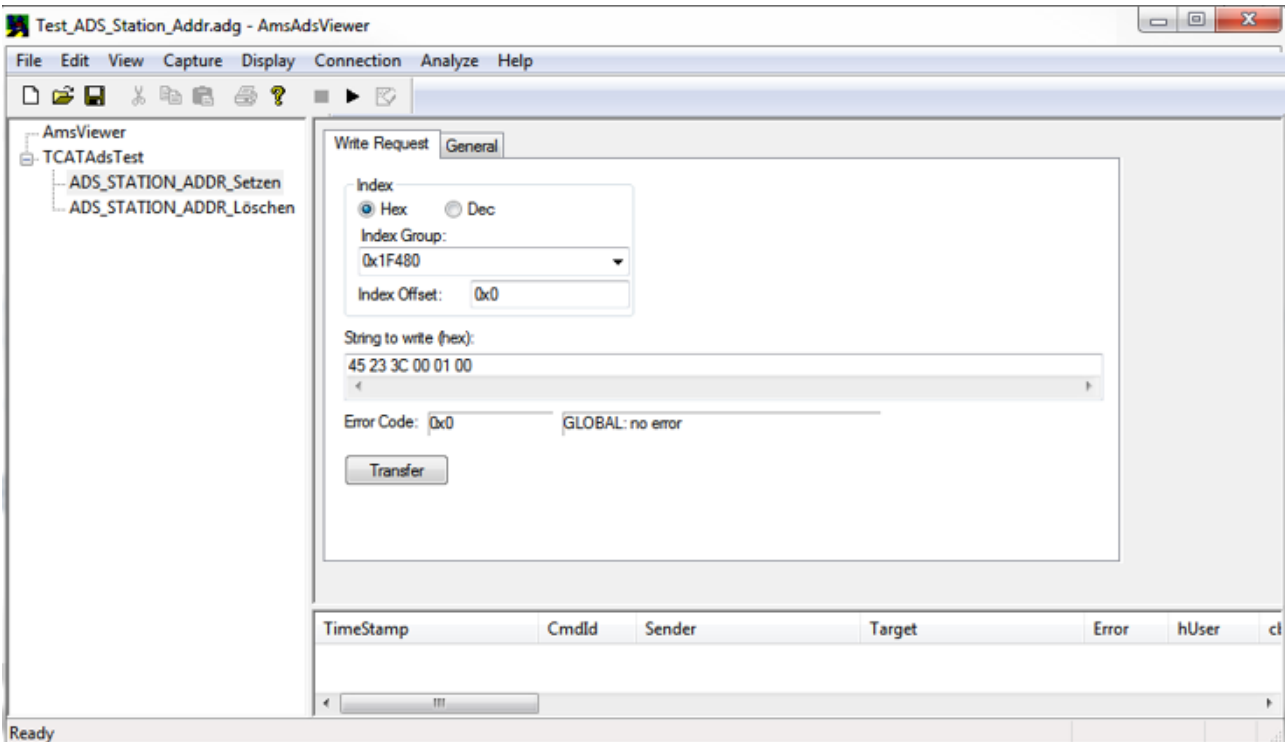 Test_ADS_Station_Addr.adg - AmsAdsViewer
File Edit View Capture Display Connection Analyze Help
AmsViewer
TCATAdsTest
ADS_STATION_ADDR_Setzen
ADS_STATION_ADDR_Löschen
Write Request General
Index
Hex Dec
Index Group:
0x1F480
Index Offset: 0x0
String to write (hex):
45 23 3C 00 01 00
Error Code: 0x0 GLOBAL: no error
Transfer
TimeStamp CmdId Sender Target Error hUser
Ready